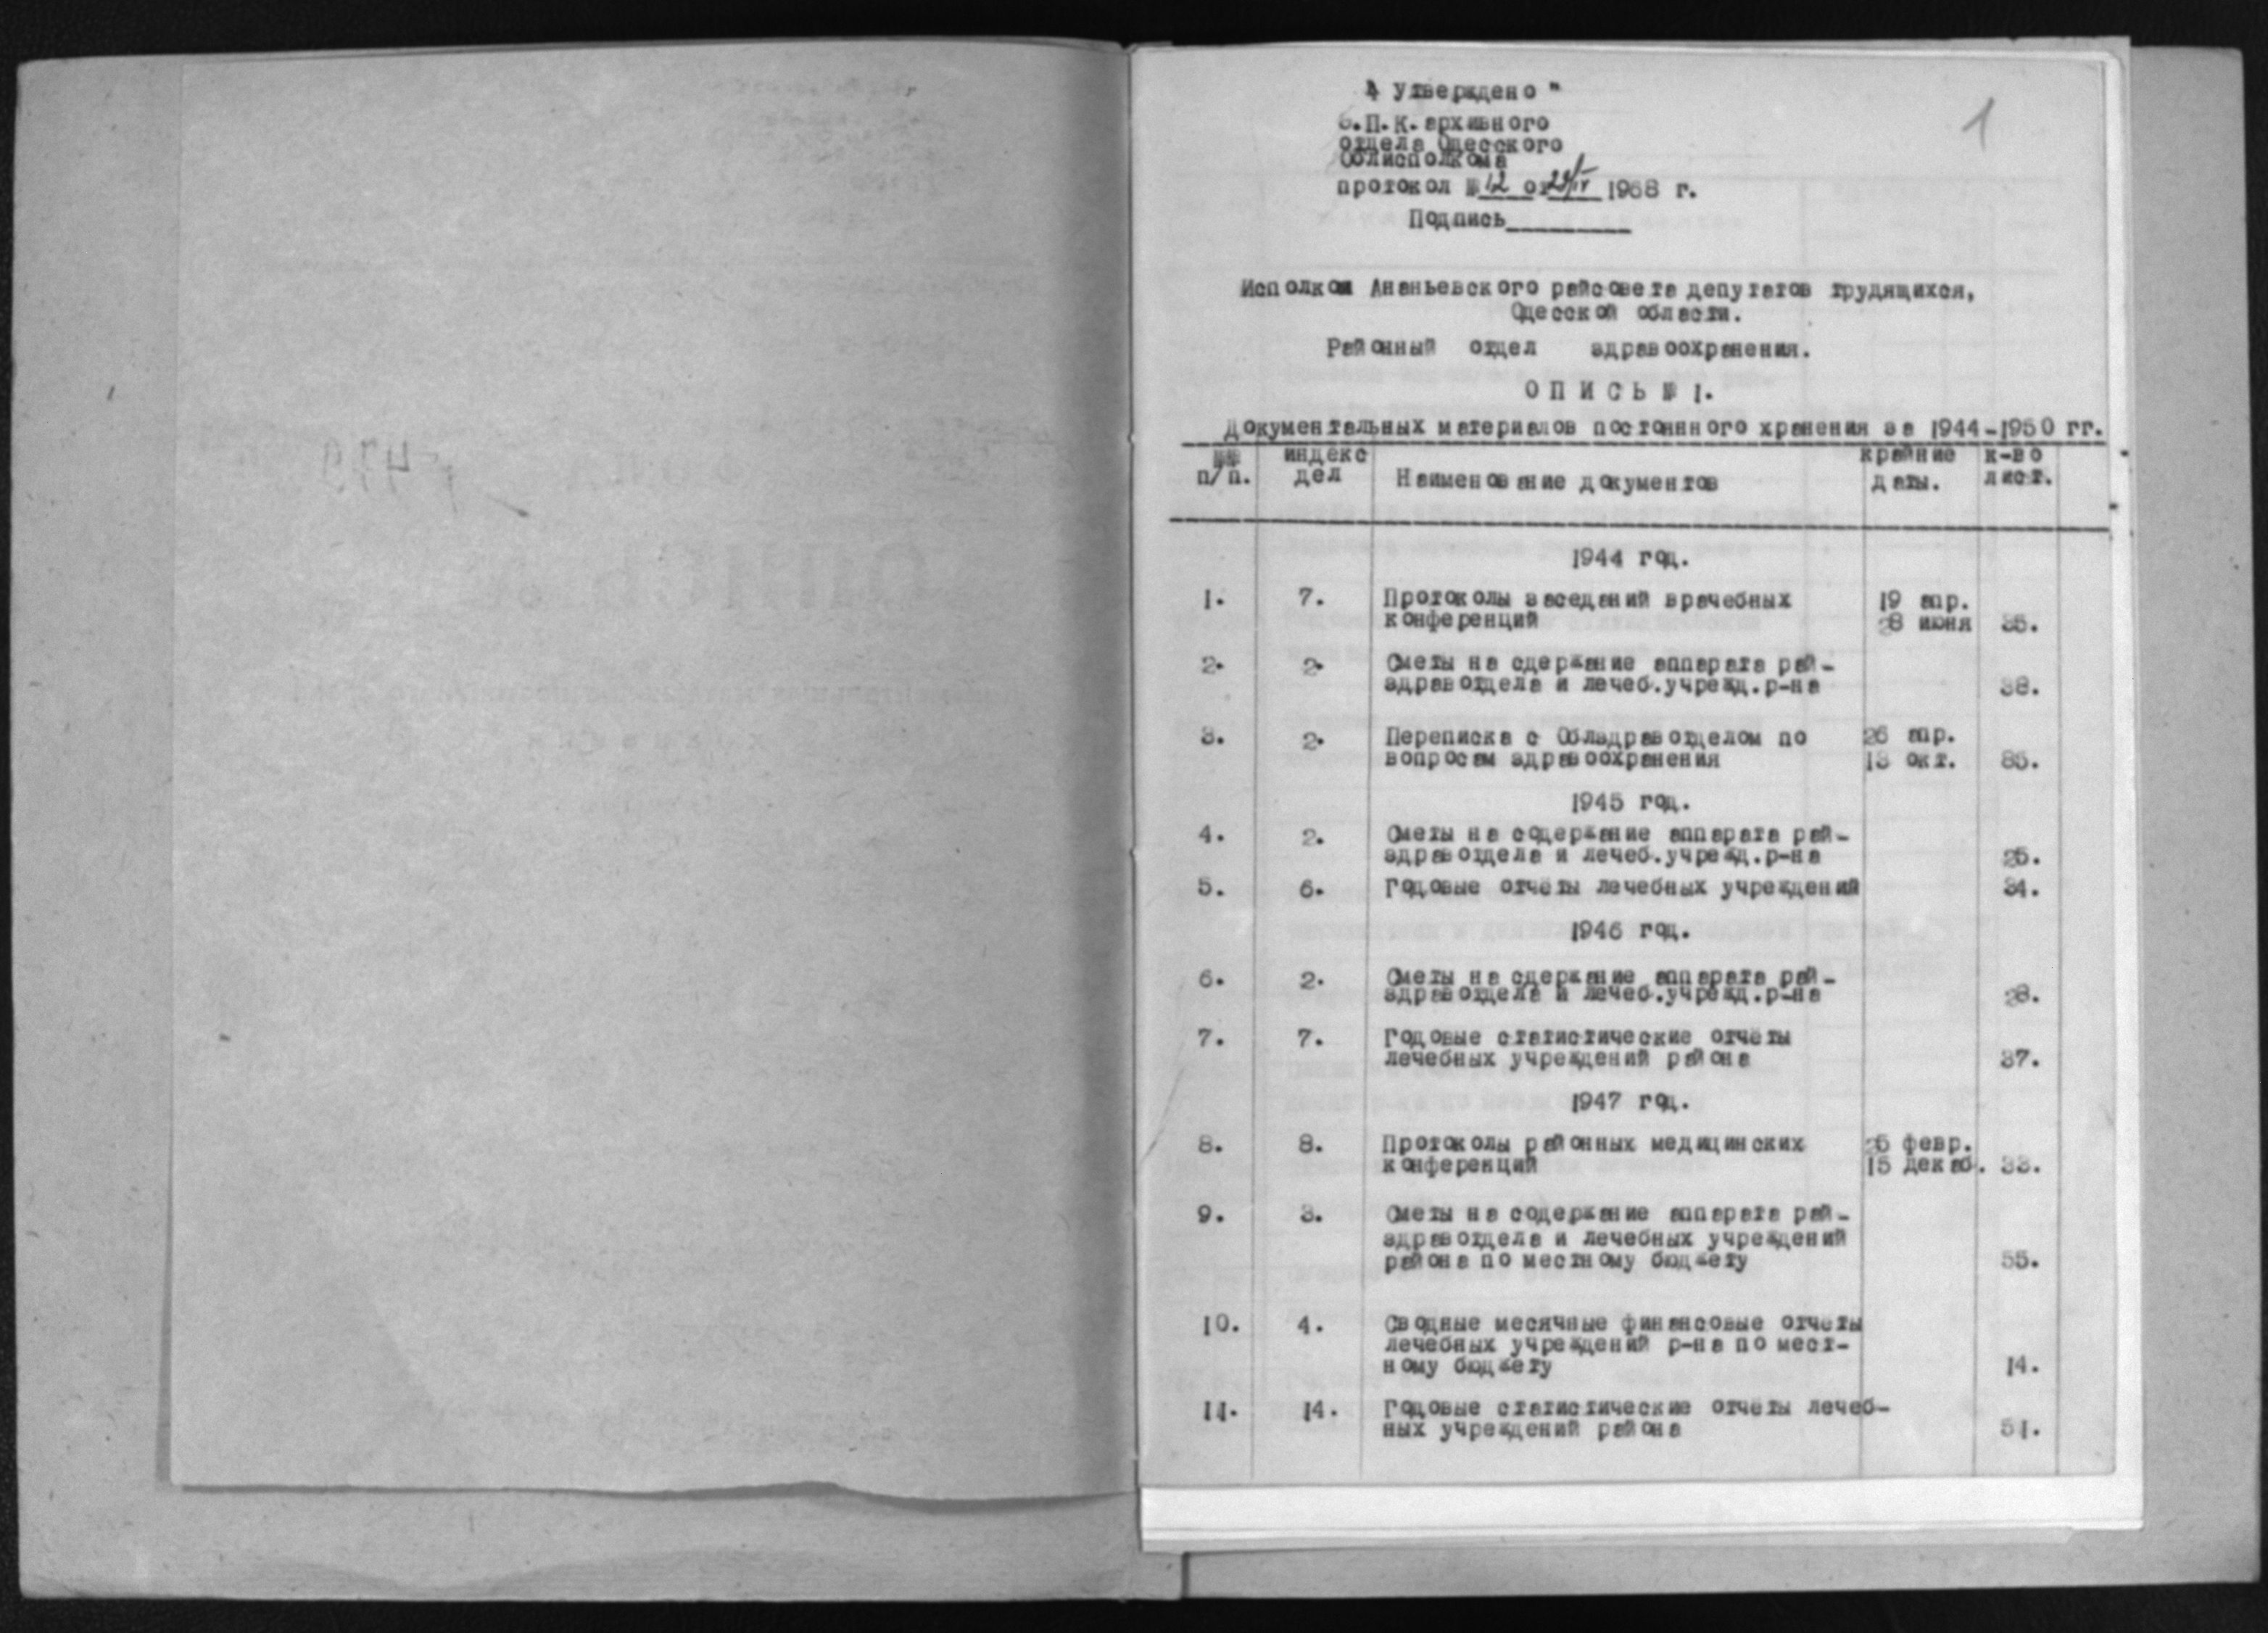 1
" Утверждено "
Э.П.К. архивного
отдела Одесского
Облисполкома
протокол № 12 от 29/IV 1968 г.
Подпись
Исполком Ананьевского райсовета депутатов трудящихся,
Одесской области.
Районный отдел здравоохранения.
ОПИСЬ № 1.
Документальных материалов постоянного хранения за 1944-1950 гг.
№№ п/п. индекс дел Наименование документов крайние даты. к-во лист.
1944 год.
1. 7. Протоколы заседаний врачебных 19 апр.
конференций 28 июня 35.
2. 2. Сметы на сдержание аппарата рай-
здравотдела и лечеб.учрежд.р-на 38.
3. 2. Переписка с Облздравотделом по 26 апр.
вопросам здравоохранения 13 окт. 85.
1945 год.
4. 2. Сметы на содержание аппарата рай-
здравотдела и лечеб.учрежд.р-на 25.
5. 6. Годовые отчёты лечебных учреждений 34.
1946 год.
6. 2. Сметы на сдержание аппарата рай-
здравотдела и лечеб.учрежд.р-на 28.
7. 7. Годовые статистические отчёты
лечебных учреждений района 37.
1947 год.
8. 8. Протоколы районных медицинских 26 февр.
конференций 15 декаб. 33.
9. 3. Сметы на содержание аппарата рай-
здравотдела и лечебных учреждений
района по местному бюджету 55.
10. 4. Сводные месячные финансовые отчеты
лечебных учреждений р-на по мест-
ному бюджету 14.
11. 14. Годовые статистические отчёты лечеб-
ных учреждений района 51.